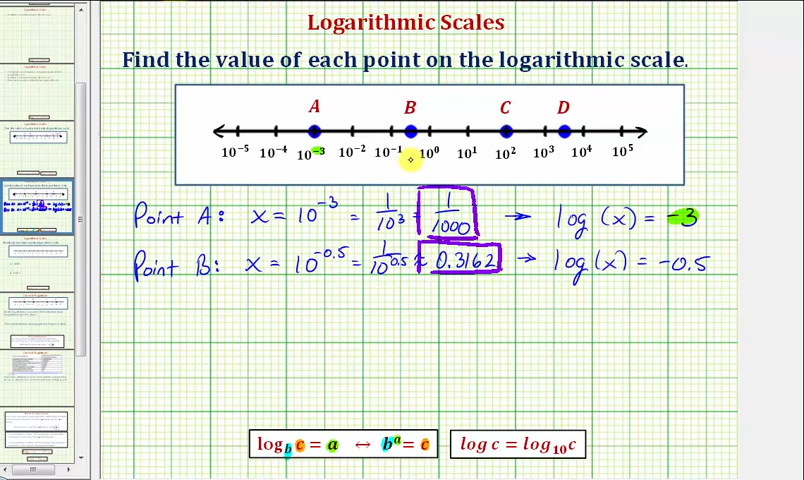 Logarithmic Scales
Find the value of each point on the logarithmic scale.
A B C D
10⁻⁵ 10⁻⁴ 10⁻³ 10⁻² 10⁻¹ 10⁰ 10¹ 10² 10³ 10⁴ 10⁵
Point A: x = 10⁻³ = 1/10³ = 1/1000 → log (x) = -3
Point B: x = 10⁻⁰·⁵ = 1/10⁰·⁵ ≈ 0.3162 → log(x) = -0.5
log_b c = a ↔ bᵃ = c
log c = log₁₀c